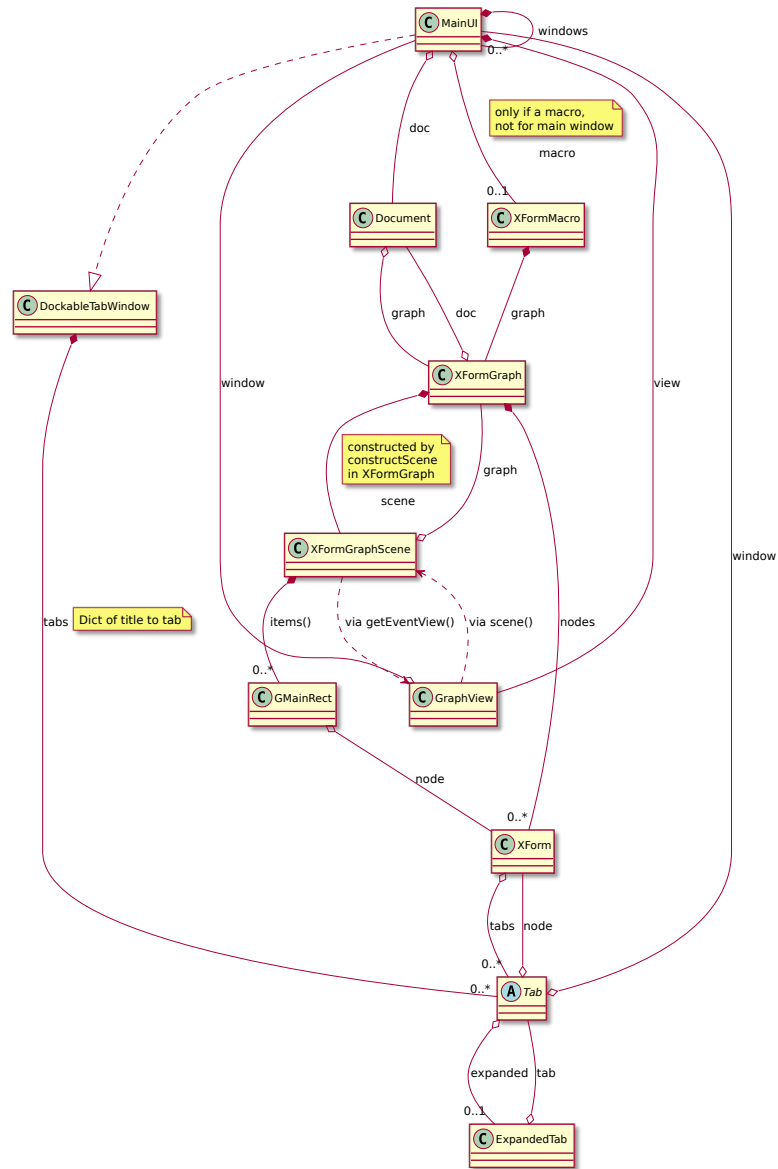 C MainUI
windows
0..*
only if a macro,
not for main window
doc
macro
0..1
C Document
C XFormMacro
C DockableTabWindow
graph
doc
graph
C XFormGraph
window
view
constructed by
constructScene
in XFormGraph
graph
scene
C XFormGraphScene
window
tabs
Dict of title to tab
items()
via getEventView()
via scene()
nodes
0..*
C GMainRect
C GraphView
node
0..*
C XForm
tabs
node
0..*
0..*
A Tab
expanded
tab
0..1
C ExpandedTab